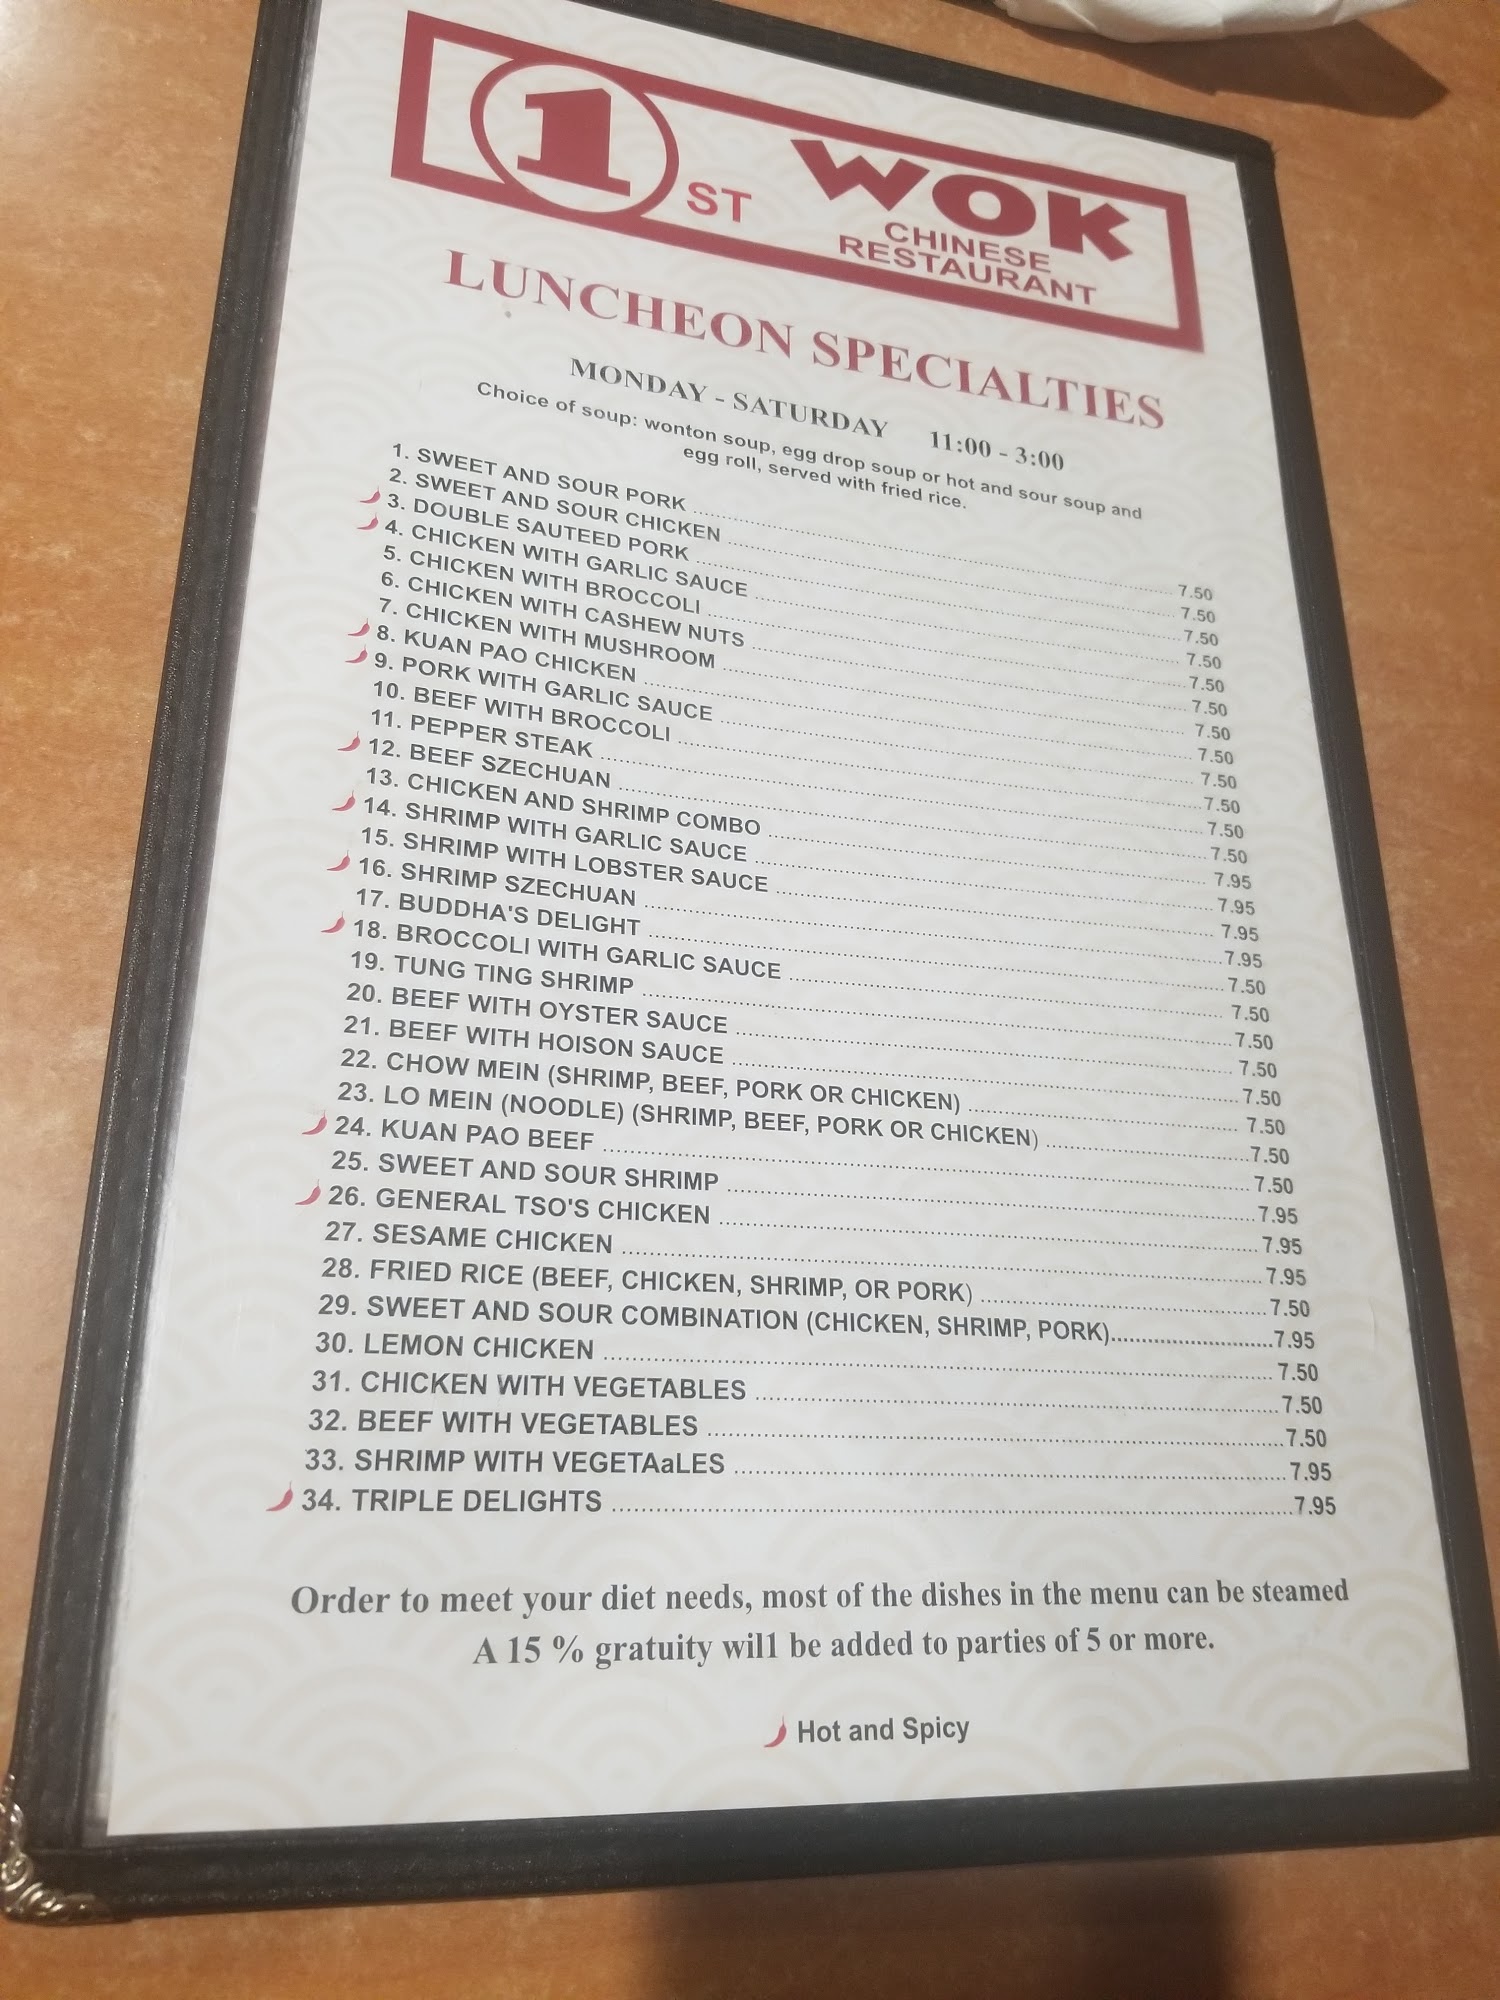 1 ST WOK
CHINESE
RESTAURANT
LUNCHEON SPECIALTIES
MONDAY - SATURDAY 11:00 - 3:00
Choice of soup: wonton soup, egg drop soup or hot and sour soup and
egg roll, served with fried rice.
1. SWEET AND SOUR PORK 7.50
2. SWEET AND SOUR CHICKEN 7.50
3. DOUBLE SAUTEED PORK 7.50
4. CHICKEN WITH GARLIC SAUCE 7.50
5. CHICKEN WITH BROCCOLI 7.50
6. CHICKEN WITH CASHEW NUTS 7.50
7. CHICKEN WITH MUSHROOM 7.50
8. KUAN PAO CHICKEN 7.50
9. PORK WITH GARLIC SAUCE 7.50
10. BEEF WITH BROCCOLI 7.50
11. PEPPER STEAK 7.50
12. BEEF SZECHUAN 7.50
13. CHICKEN AND SHRIMP COMBO 7.95
14. SHRIMP WITH GARLIC SAUCE 7.95
15. SHRIMP WITH LOBSTER SAUCE 7.95
16. SHRIMP SZECHUAN 7.95
17. BUDDHA'S DELIGHT 7.50
18. BROCCOLI WITH GARLIC SAUCE 7.50
19. TUNG TING SHRIMP 7.50
20. BEEF WITH OYSTER SAUCE 7.50
21. BEEF WITH HOISON SAUCE 7.50
22. CHOW MEIN (SHRIMP, BEEF, PORK OR CHICKEN) 7.50
23. LO MEIN (NOODLE) (SHRIMP, BEEF, PORK OR CHICKEN) 7.50
24. KUAN PAO BEEF 7.50
25. SWEET AND SOUR SHRIMP 7.95
26. GENERAL TSO'S CHICKEN 7.95
27. SESAME CHICKEN 7.95
28. FRIED RICE (BEEF, CHICKEN, SHRIMP, OR PORK) 7.50
29. SWEET AND SOUR COMBINATION (CHICKEN, SHRIMP, PORK) 7.95
30. LEMON CHICKEN 7.50
31. CHICKEN WITH VEGETABLES 7.50
32. BEEF WITH VEGETABLES 7.50
33. SHRIMP WITH VEGETAaLES 7.95
34. TRIPLE DELIGHTS 7.95
Order to meet your diet needs, most of the dishes in the menu can be steamed
A 15 % gratuity will be added to parties of 5 or more.
Hot and Spicy